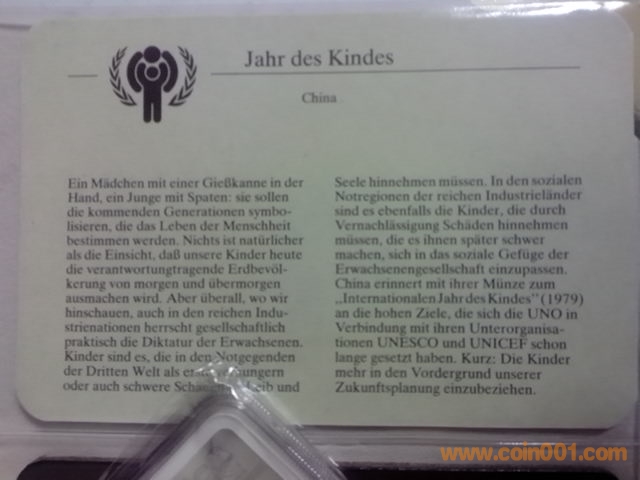 Jahr des Kindes
China
Ein Mädchen mit einer Gießkanne in der
Hand, ein Junge mit Spaten: sie sollen
die kommenden Generationen symbo-
lisieren, die das Leben der Menschheit
bestimmen werden. Nichts ist natürlicher
als die Einsicht, daß unsere Kinder heute
die verantwortungtragende Erdbevöl-
kerung von morgen und übermorgen
ausmachen wird. Aber überall, wo wir
hinschauen, auch in den reichen Indu-
strienationen herrscht gesellschaftlich
praktisch die Diktatur der Erwachsenen.
Kinder sind es, die in den Notgegenden
der Dritten Welt als erste
oder auch schwere Leib und
Seele hinnehmen müssen. In den sozialen
Notregionen der reichen Industrieländer
sind es ebenfalls die Kinder, die durch
Vernachlässigung Schäden hinnehmen
müssen, die es ihnen später schwer
machen, sich in das soziale Gefüge der
Erwachsenengesellschaft einzupassen.
China erinnert mit ihrer Münze zum
„Internationalen Jahr des Kindes" (1979)
an die hohen Ziele, die sich die UNO in
Verbindung mit ihren Unterorganisa-
tionen UNESCO und UNICEF schon
lange gesetzt haben. Kurz: Die Kinder
mehr in den Vordergrund unserer
Zukunftsplanung einzubeziehen.
www.coin001.com